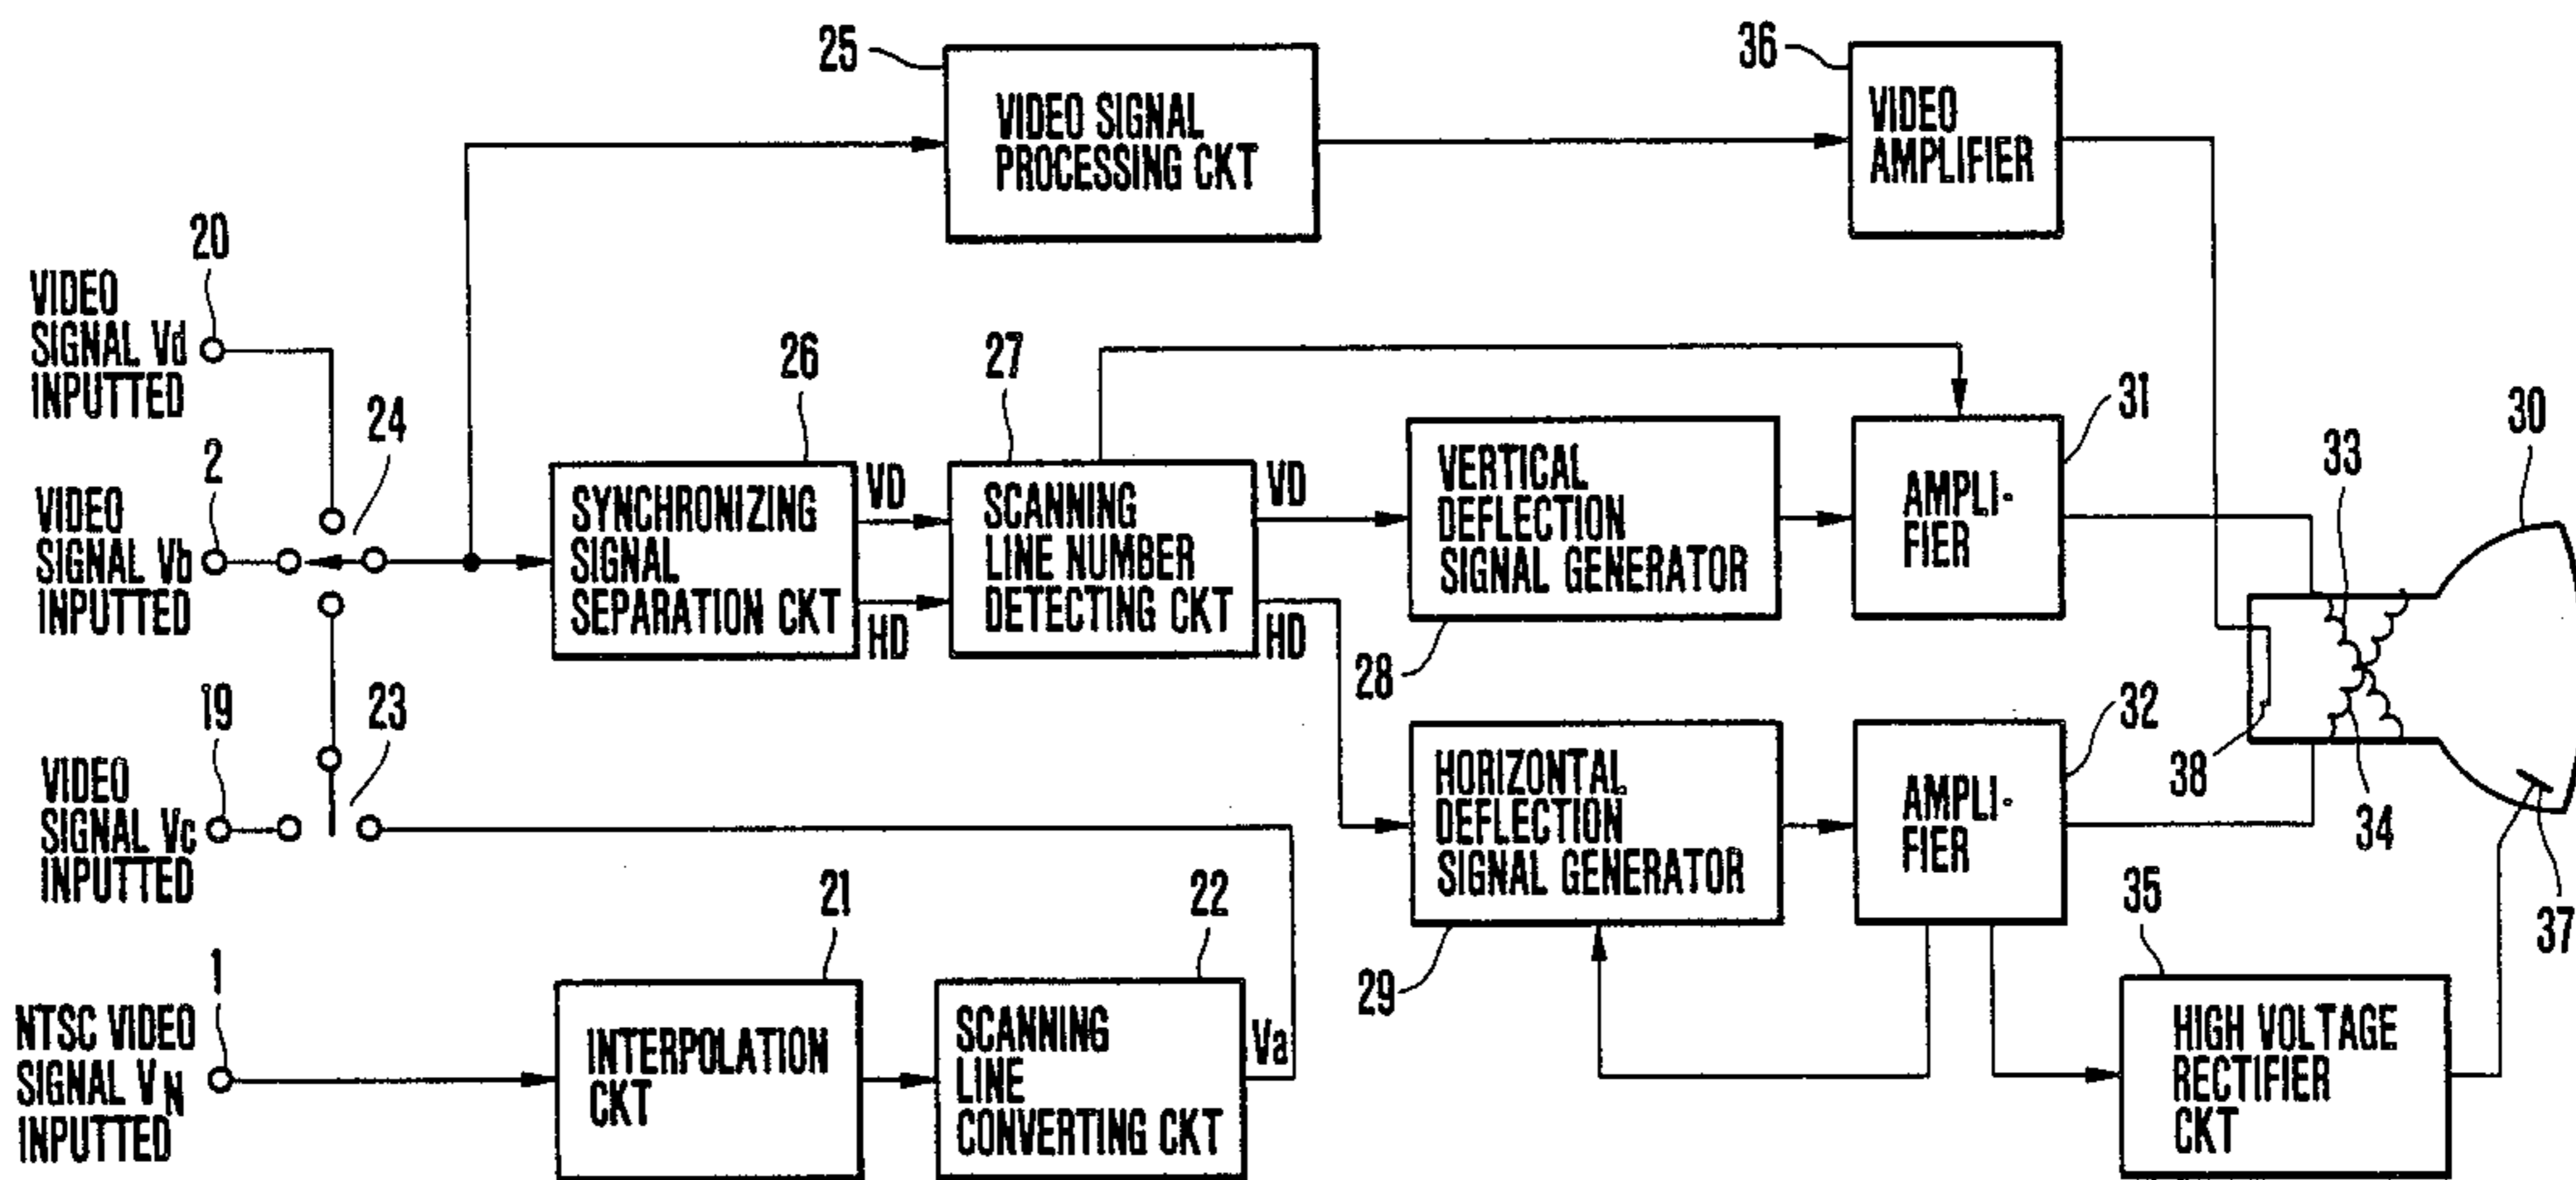 25
VIDEO SIGNAL
PROCESSING CKT
36
VIDEO
AMPLIFIER
20
VIDEO
SIGNAL Vd
INPUTTED
2
VIDEO
SIGNAL Vb
INPUTTED
24
26
SYNCHRONIZING
SIGNAL
SEPARATION CKT
VD
HD
27
SCANNING
LINE NUMBER
DETECTING CKT
VD
HD
VERTICAL
DEFLECTION
SIGNAL GENERATOR
28
31
AMPLI-
FIER
33
30
38
34
37
19
VIDEO
SIGNAL Vc
INPUTTED
23
HORIZONTAL
DEFLECTION
SIGNAL GENERATOR
29
32
AMPLI-
FIER
35
HIGH VOLTAGE
RECTIFIER
CKT
1
NTSC VIDEO
SIGNAL VN
INPUTTED
21
INTERPOLATION
CKT
22
SCANNING
LINE
CONVERTING CKT
Va